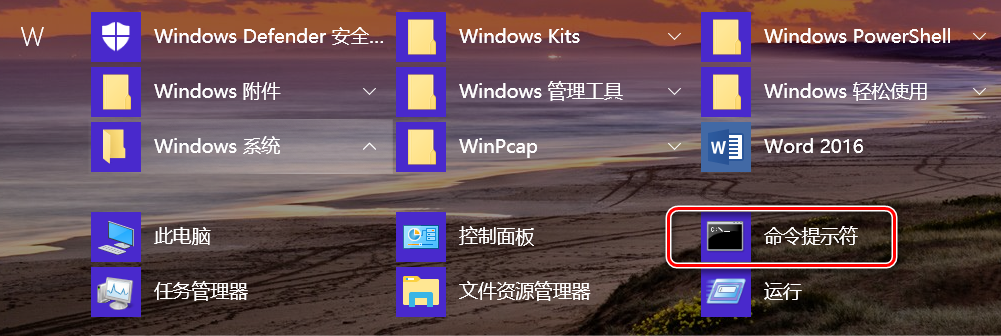 W
Windows Defender 安全...
Windows Kits
Windows PowerShell
Windows 附件
Windows 管理工具
Windows 轻松使用
Windows 系统
WinPcap
Word 2016
此电脑
控制面板
C:\_
命令提示符
任务管理器
文件资源管理器
运行